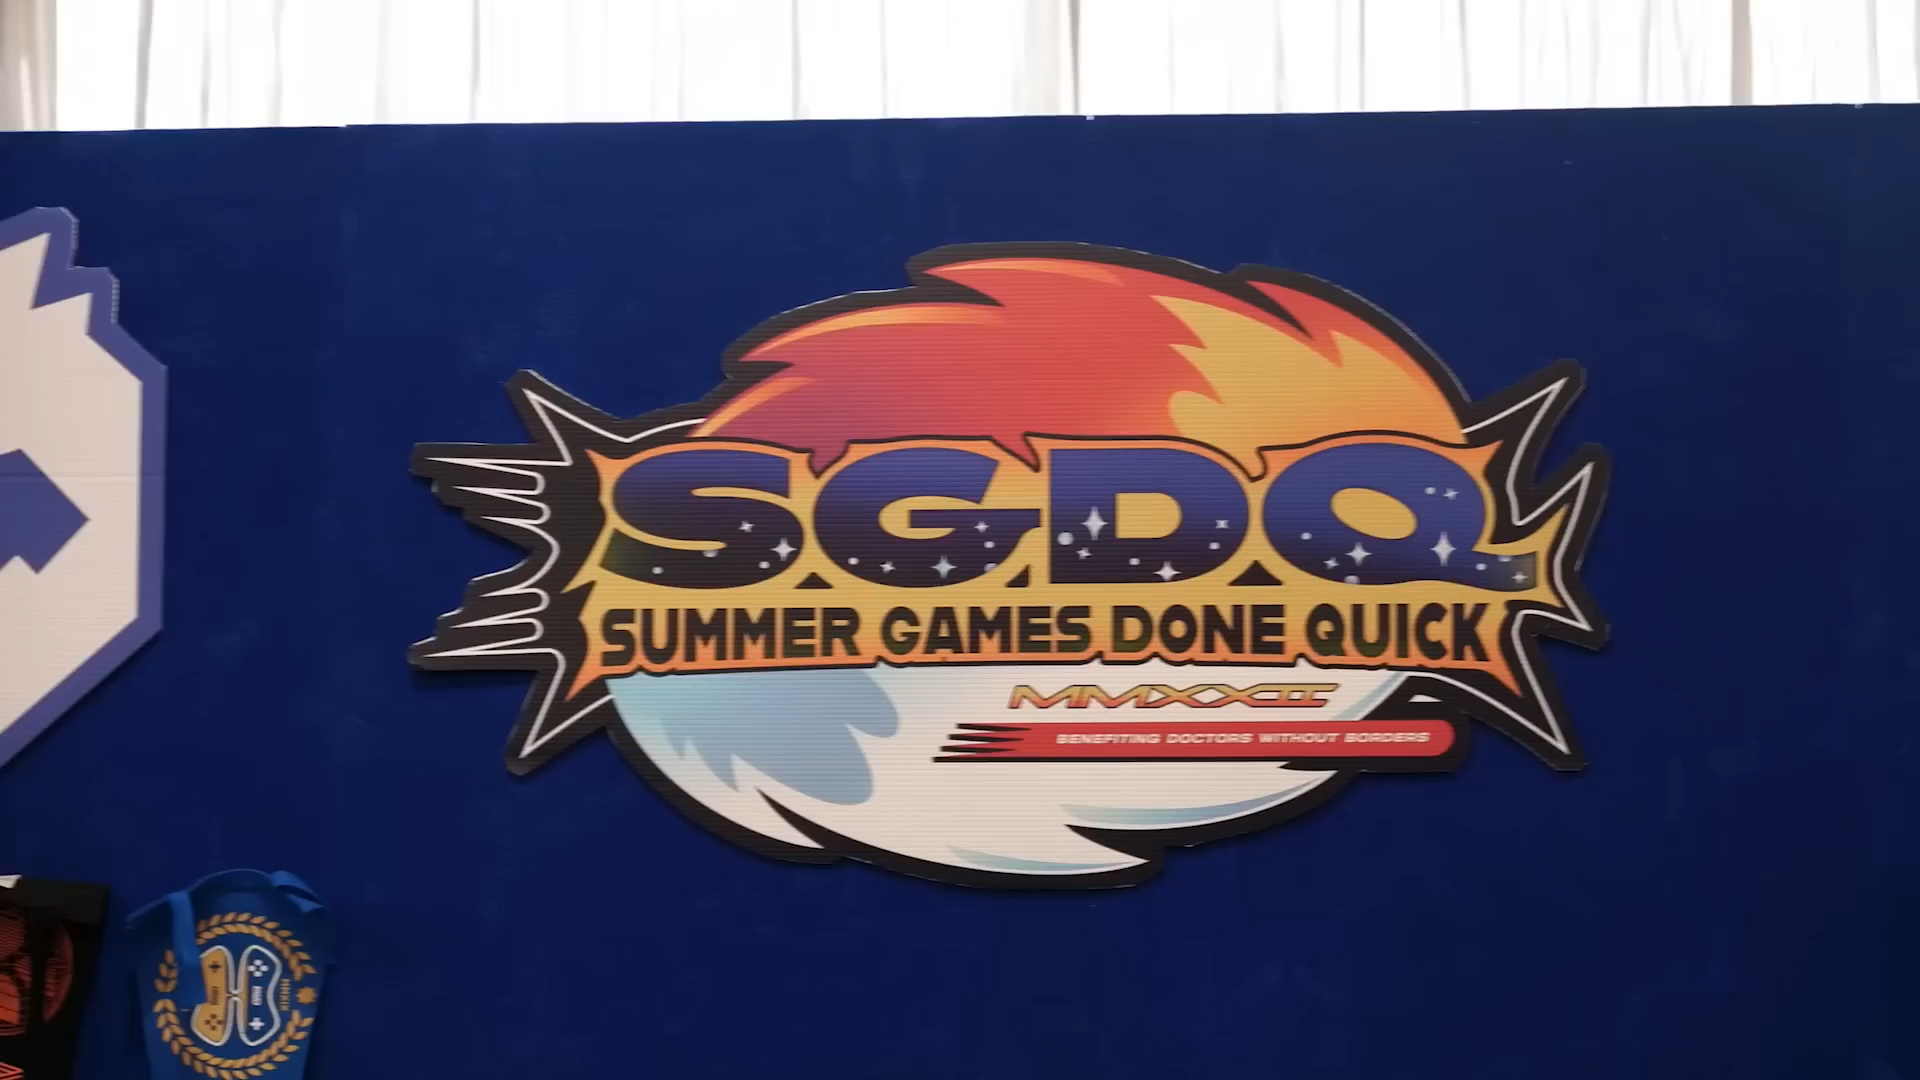 SGDQ
SUMMER GAMES DONE QUICK
MMXXII
BENEFITING DOCTORS WITHOUT BORDERS